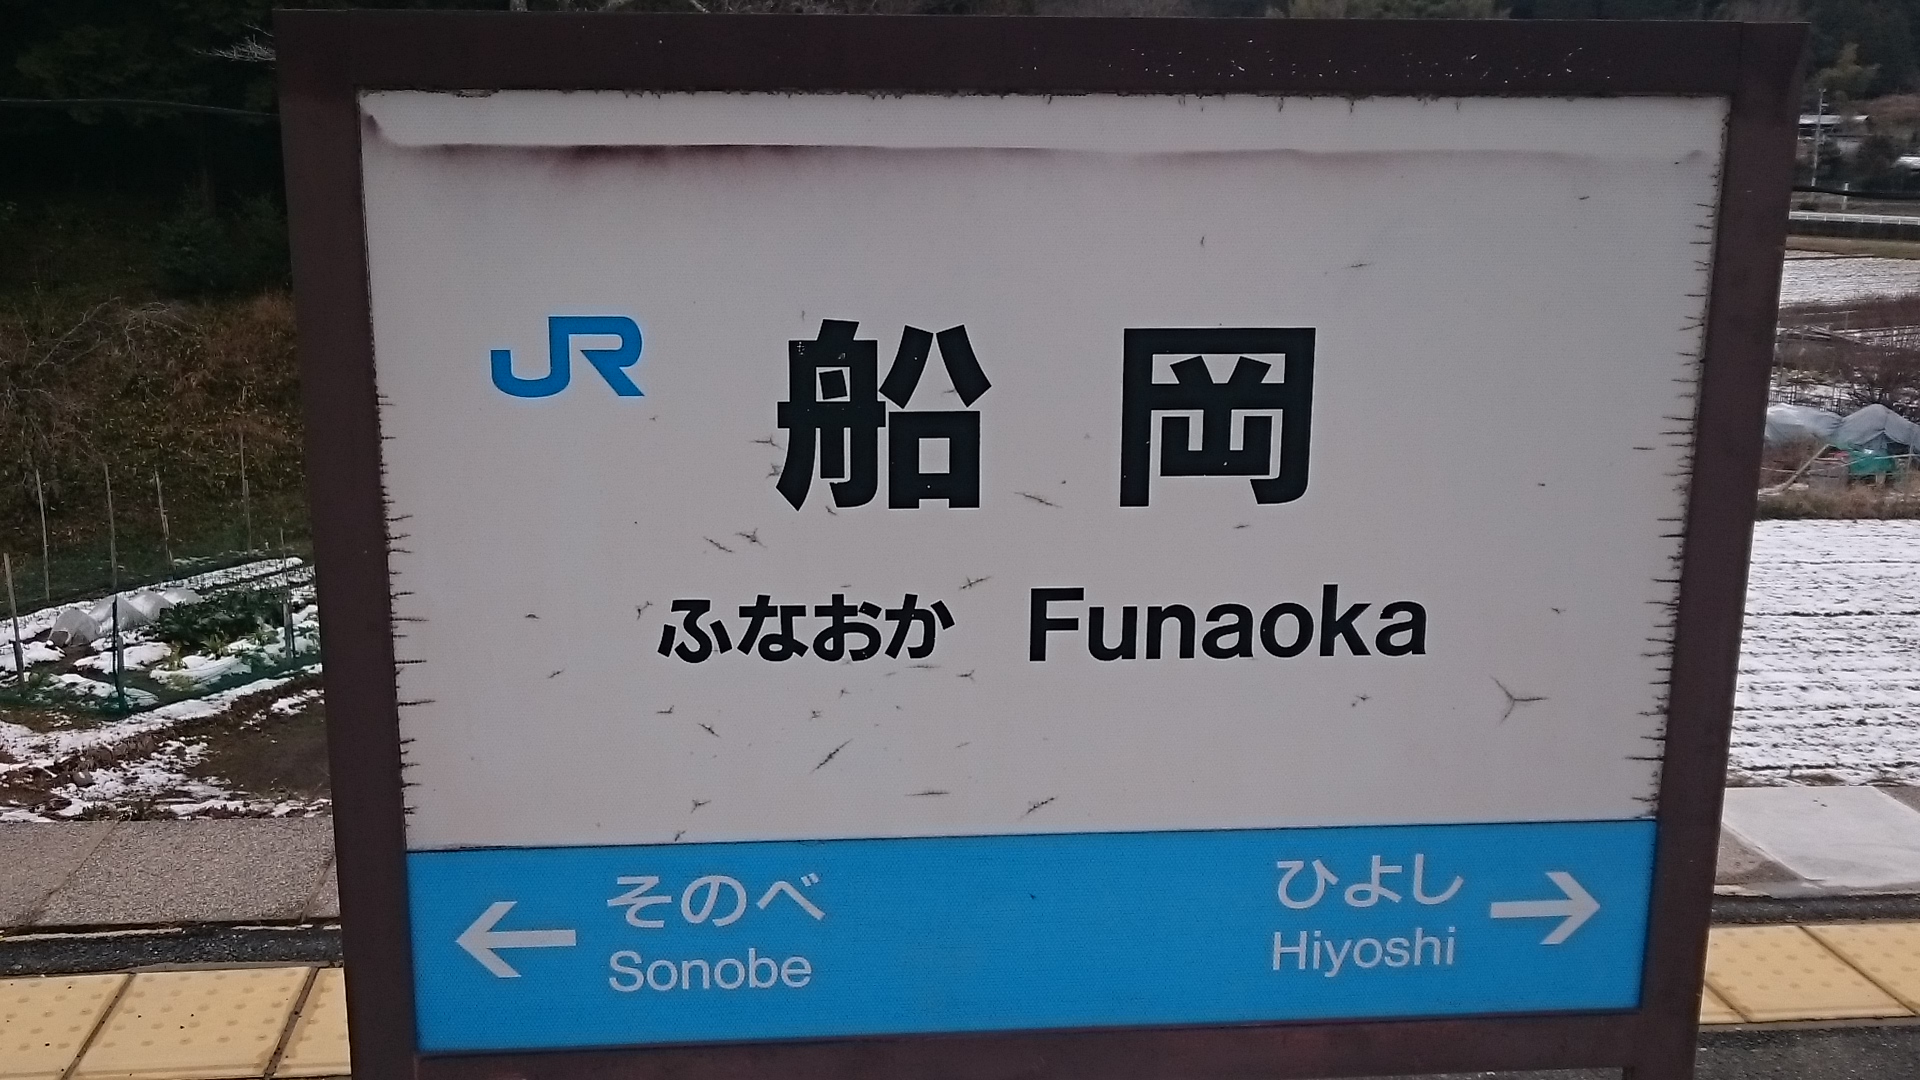 JR 船岡
ふなおか Funaoka
← そのべ
Sonobe
ひよし →
Hiyoshi